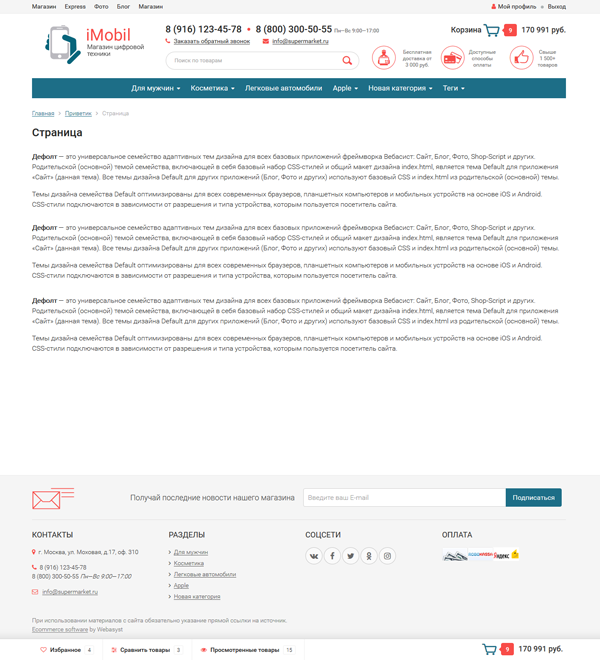 Магазин Express Фото Блог Магазин Мой профиль Выход
iMobil
Магазин цифровой
техники
8 (916) 123-45-78 • 8 (800) 300-50-55 Пн—Вс 9:00—17:00
Заказать обратный звонок info@supermarket.ru
Поиск по товарам
Корзина 9 170 991 руб.
Бесплатная
доставка от
3 000 руб.
Доступные
способы
оплаты
Свыше
1 500+
товаров
Для мужчин Косметика Легковые автомобили Apple Новая категория Теги
Главная > Приветик > Страница
Страница
Дефолт — это универсальное семейство адаптивных тем дизайна для всех базовых приложений фреймворка Вебасист: Сайт, Блог, Фото, Shop-Script и других.
Родительской (основной) темой семейства, включающей в себя базовый набор CSS-стилей и общий макет дизайна index.html, является тема Default для приложения
«Сайт» (данная тема). Все темы дизайна Default для других приложений (Блог, Фото и других) используют базовый CSS и index.html из родительской (основной) темы.
Темы дизайна семейства Default оптимизированы для всех современных браузеров, планшетных компьютеров и мобильных устройств на основе iOS и Android.
CSS-стили подключаются в зависимости от разрешения и типа устройства, которым пользуется посетитель сайта.
Дефолт — это универсальное семейство адаптивных тем дизайна для всех базовых приложений фреймворка Вебасист: Сайт, Блог, Фото, Shop-Script и других.
Родительской (основной) темой семейства, включающей в себя базовый набор CSS-стилей и общий макет дизайна index.html, является тема Default для приложения
«Сайт» (данная тема). Все темы дизайна Default для других приложений (Блог, Фото и других) используют базовый CSS и index.html из родительской (основной) темы.
Темы дизайна семейства Default оптимизированы для всех современных браузеров, планшетных компьютеров и мобильных устройств на основе iOS и Android.
CSS-стили подключаются в зависимости от разрешения и типа устройства, которым пользуется посетитель сайта.
Дефолт — это универсальное семейство адаптивных тем дизайна для всех базовых приложений фреймворка Вебасист: Сайт, Блог, Фото, Shop-Script и других.
Родительской (основной) темой семейства, включающей в себя базовый набор CSS-стилей и общий макет дизайна index.html, является тема Default для приложения
«Сайт» (данная тема). Все темы дизайна Default для других приложений (Блог, Фото и других) используют базовый CSS и index.html из родительской (основной) темы.
Темы дизайна семейства Default оптимизированы для всех современных браузеров, планшетных компьютеров и мобильных устройств на основе iOS и Android.
CSS-стили подключаются в зависимости от разрешения и типа устройства, которым пользуется посетитель сайта.
Получай последние новости нашего магазина Введите ваш E-mail Подписаться
КОНТАКТЫ
г. Москва, ул. Моховая, д.17, оф. 310
8 (916) 123-45-78
8 (800) 300-50-55 Пн—Вс 9:00—17:00
info@supermarket.ru
РАЗДЕЛЫ
Для мужчин
Косметика
Легковые автомобили
Apple
Новая категория
СОЦСЕТИ
ОПЛАТА
Яндекс
При использовании материалов с сайта обязательно указание прямой ссылки на источник.
Ecommerce software by Webasyst
Избранное 4 Сравнить товары 3 Просмотренные товары 15 9 170 991 руб.